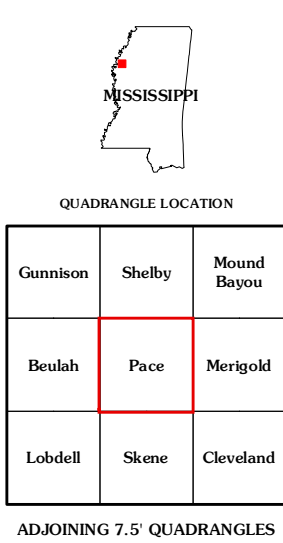 MISSISSIPPI
QUADRANGLE LOCATION
Gunnison
Shelby
Mound
Bayou
Beulah
Pace
Merigold
Lobdell
Skene
Cleveland
ADJOINING 7.5' QUADRANGLES